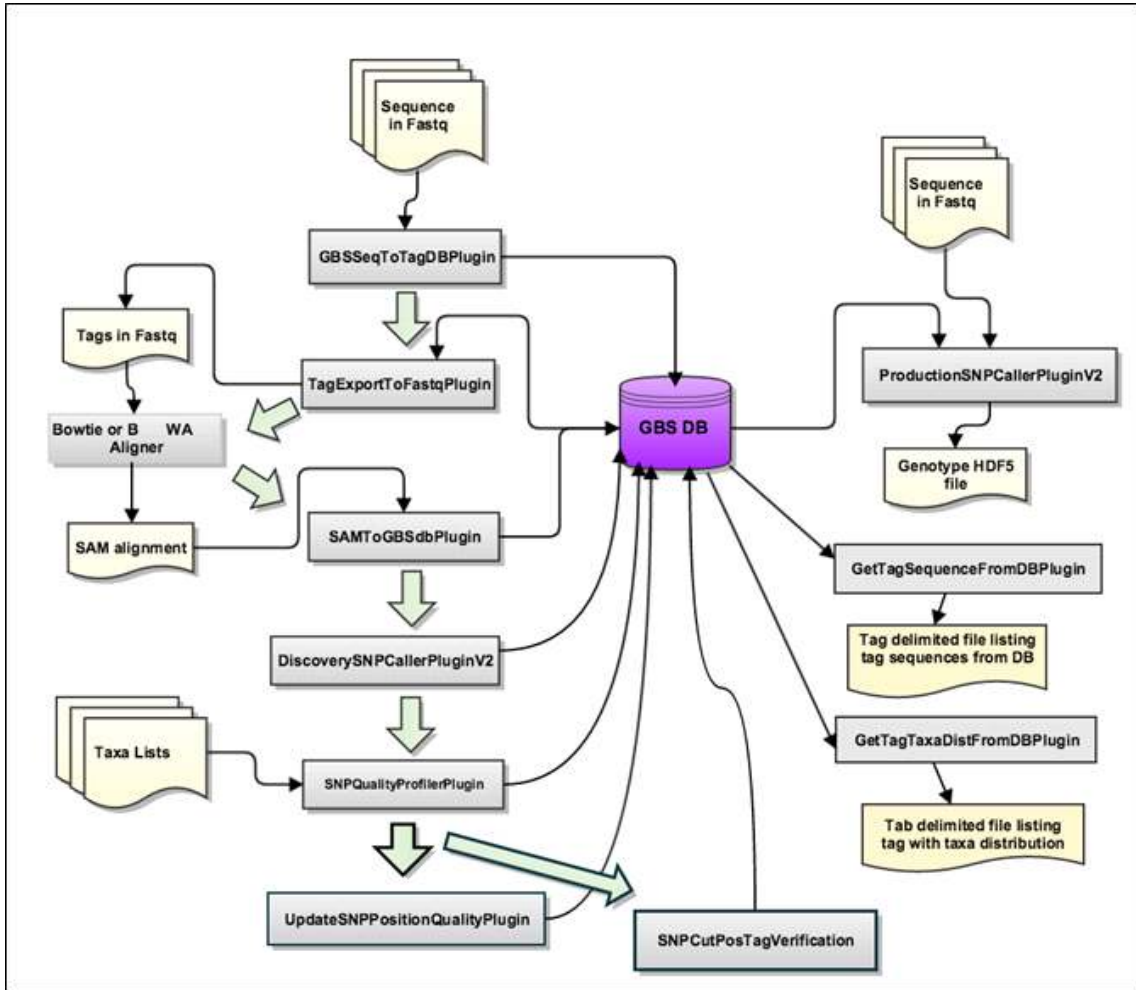 Sequence
in Fastq
Sequence
in Fastq
GBSSeqToTagDBPlugin
Tags in Fastq
TagExportToFastqPlugin
ProductionSNPCallerPluginV2
GBS DB
Bowtie or B WA
Aligner
Genotype HDF5
file
SAM alignment
SAMToGBSdbPlugin
GetTagSequenceFromDBPlugin
Tag delimited file listing
tag sequences from DB
DiscoverySNPCallerPluginV2
Taxa Lists
GetTagTaxaDistFromDBPlugin
SNPQualityProfilerPlugin
Tab delimited file listing
tag with taxa distribution
UpdateSNPPositionQualityPlugin
SNPCutPosTagVerification